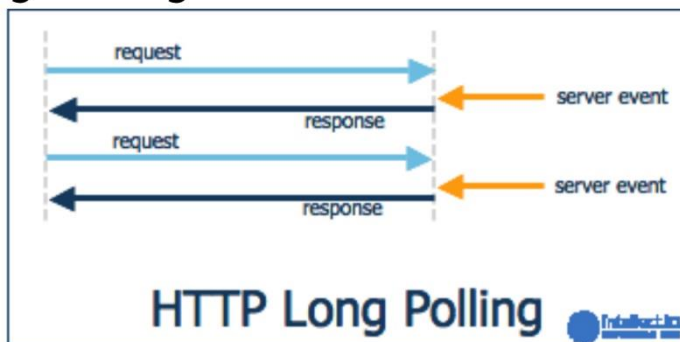 request
server event
response
request
server event
response
HTTP Long Polling